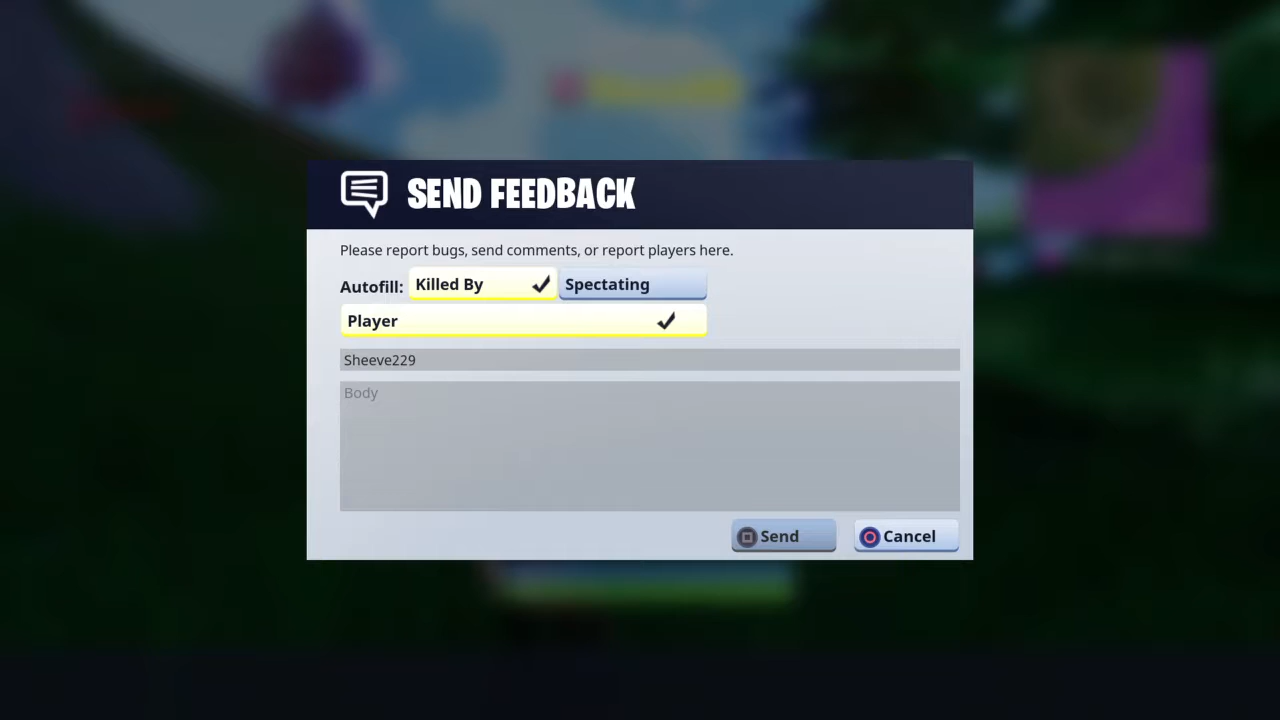 SEND FEEDBACK
Please report bugs, send comments, or report players here.
Autofill: Killed By Spectating
Player
Sheeve229
Body
Send Cancel